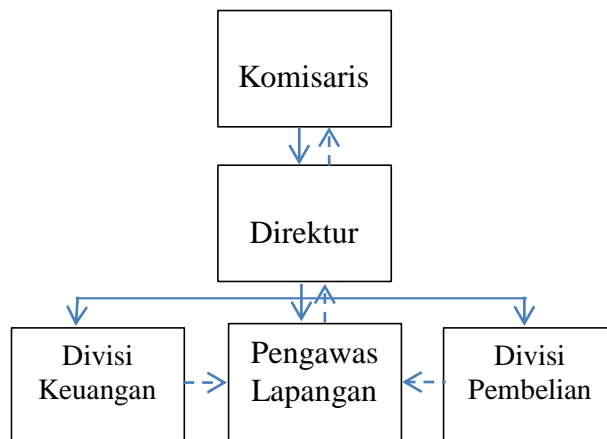 Komisaris
Direktur
Divisi
Keuangan
Pengawas
Lapangan
Divisi
Pembelian